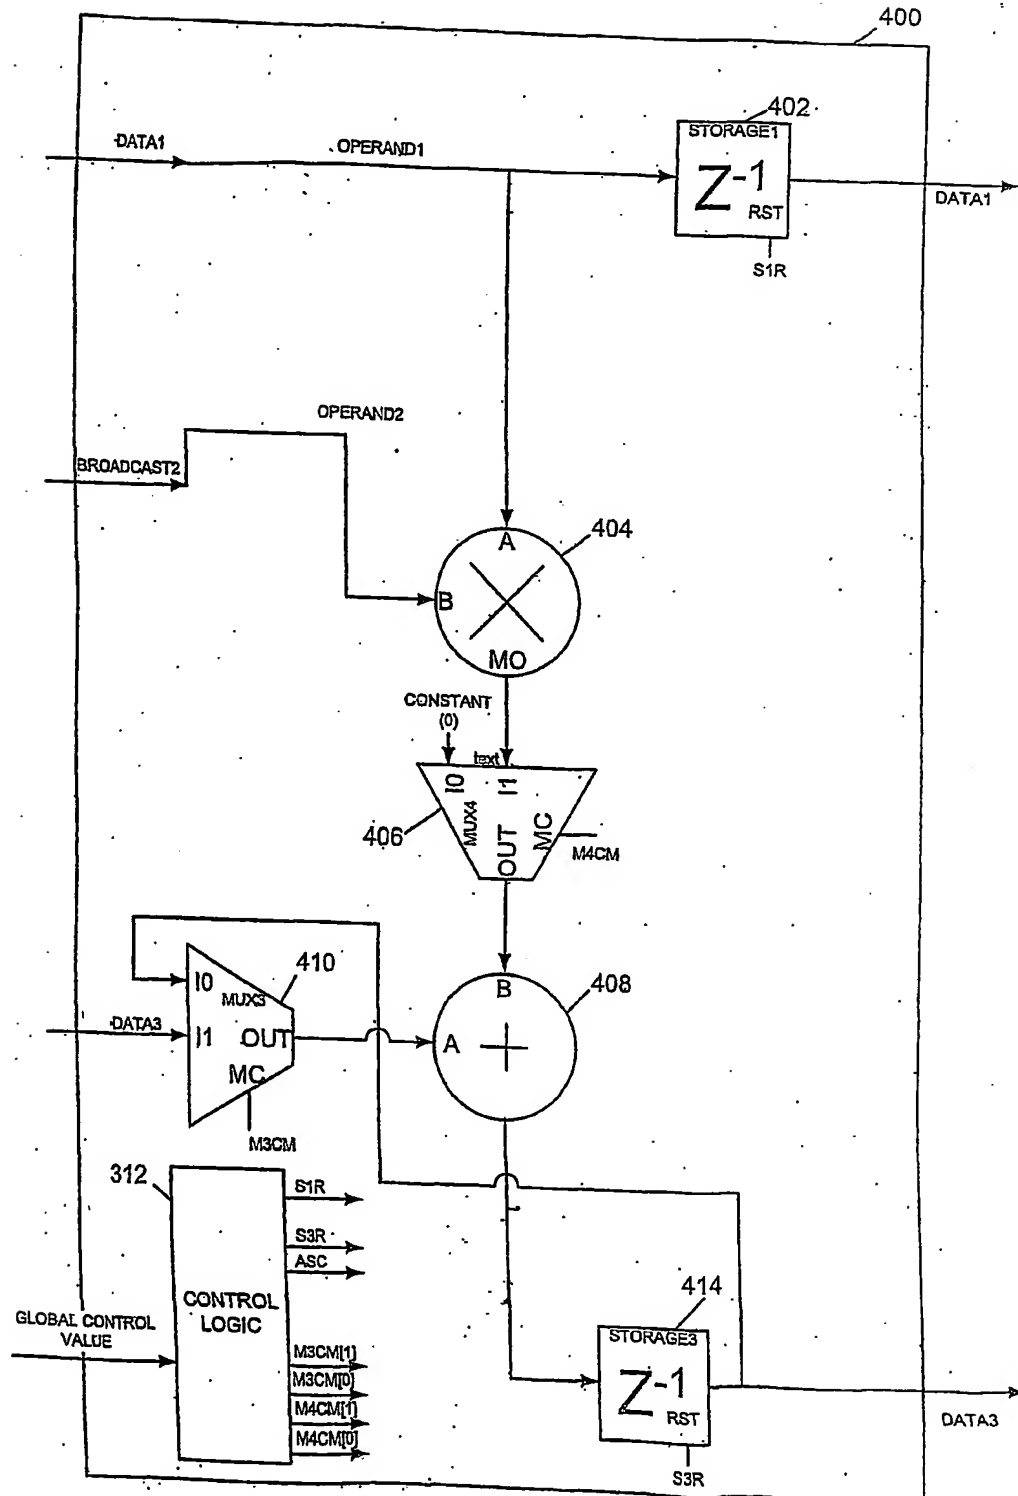 400
402
STORAGE1
Z-1
RST
S1R
DATA1
OPERAND1
DATA1
OPERAND2
BROADCAST2
404
A
B
MO
CONSTANT
(0)
text
I0
I1
MUX4
OUT
MC
406
M4CM
410
I0
MUX3
I1
OUT
MC
DATA3
M3CM
408
B
A
312
S1R
S3R
ASC
CONTROL
LOGIC
GLOBAL CONTROL
VALUE
M3CM[1]
M3CM[0]
M4CM[1]
M4CM[0]
414
STORAGE3
Z-1
RST
S3R
DATA3